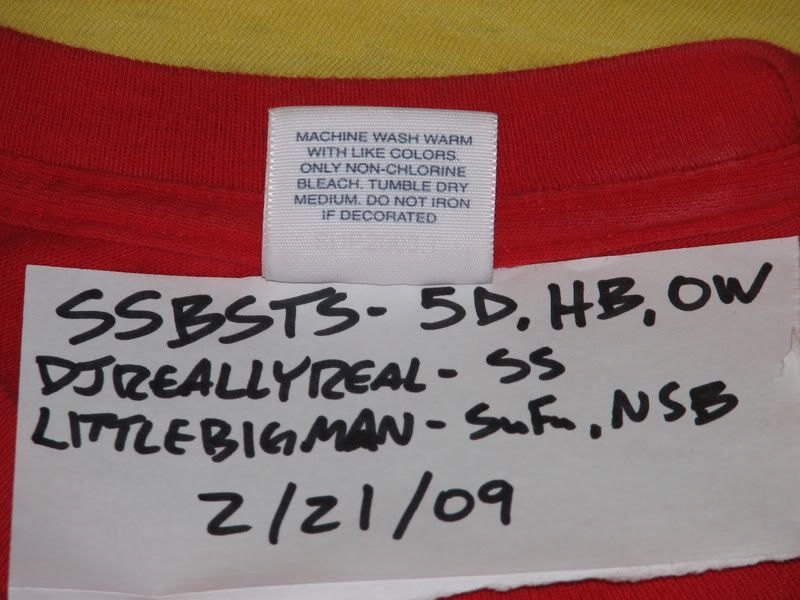 MACHINE WASH WARM
WITH LIKE COLORS.
ONLY NON-CHLORINE
BLEACH. TUMBLE DRY
MEDIUM. DO NOT IRON
IF DECORATED
SSBSTS- 5D, HB, OW
DJREALLYREAL- SS
LITTLEBIGMAN- SuFu, NSB
2/21/09